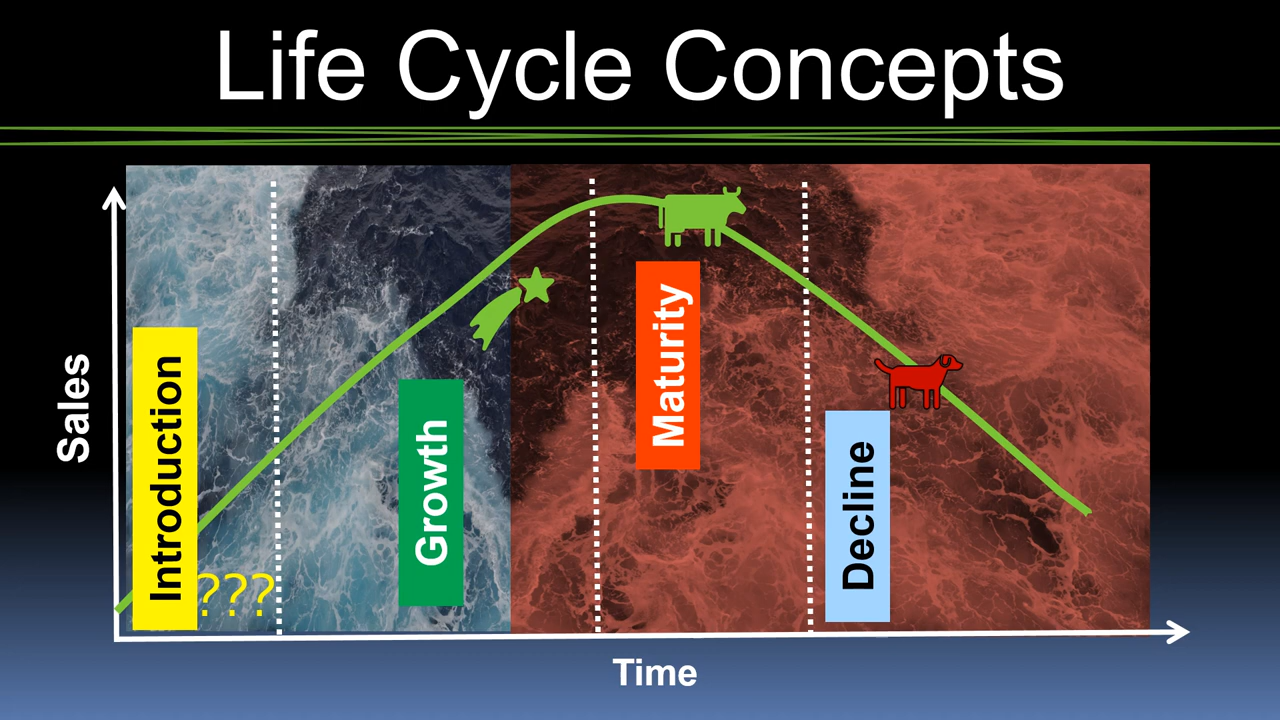 Life Cycle Concepts
Sales
Introduction
???
Growth
Maturity
Decline
Time